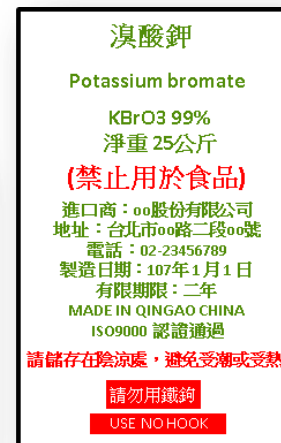 溴酸鉀
Potassium bromate
KBrO3 99%
淨重 25公斤
(禁止用於食品)
進口商：oo股份有限公司
地址：台北市oo路二段oo號
電話：02-23456789
製造日期：107年1月1日
有限期限：二年
MADE IN QINGAO CHINA
ISO9000 認證通過
請儲存在陰涼處，避免受潮或受熱
請勿用鐵鉤
USE NO HOOK